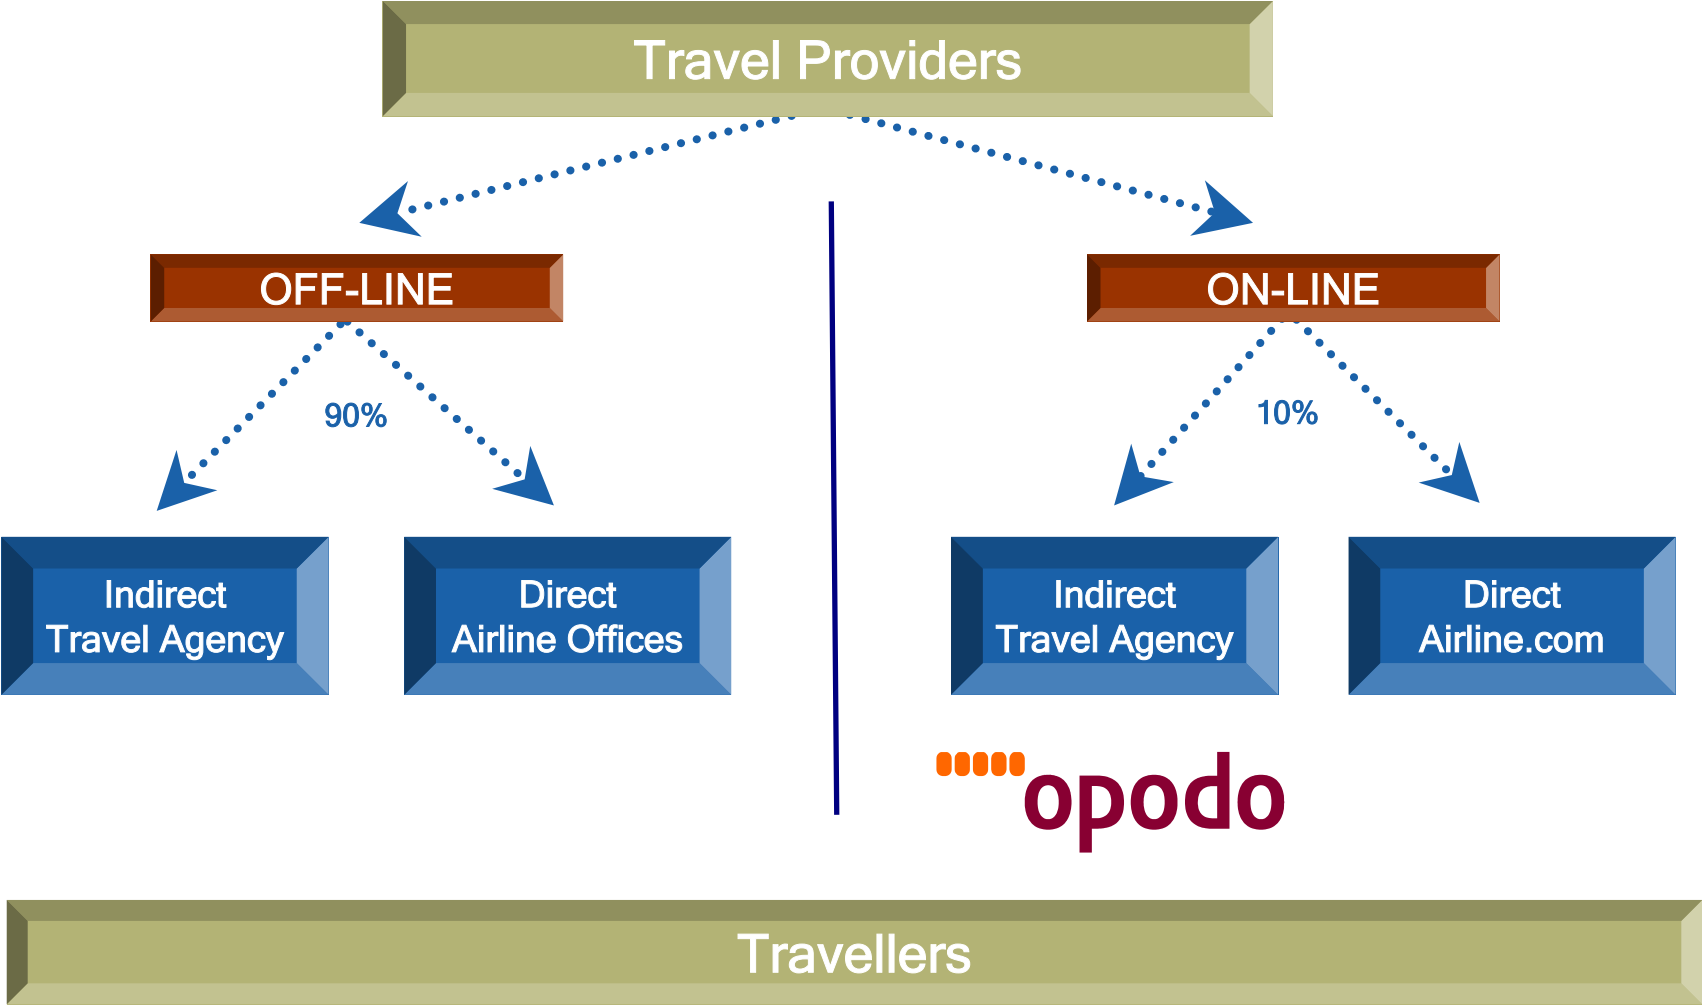 Travel Providers
OFF-LINE
ON-LINE
90%
10%
Indirect
Travel Agency
Direct
Airline Offices
Indirect
Travel Agency
Direct
Airline.com
opodo
Travellers